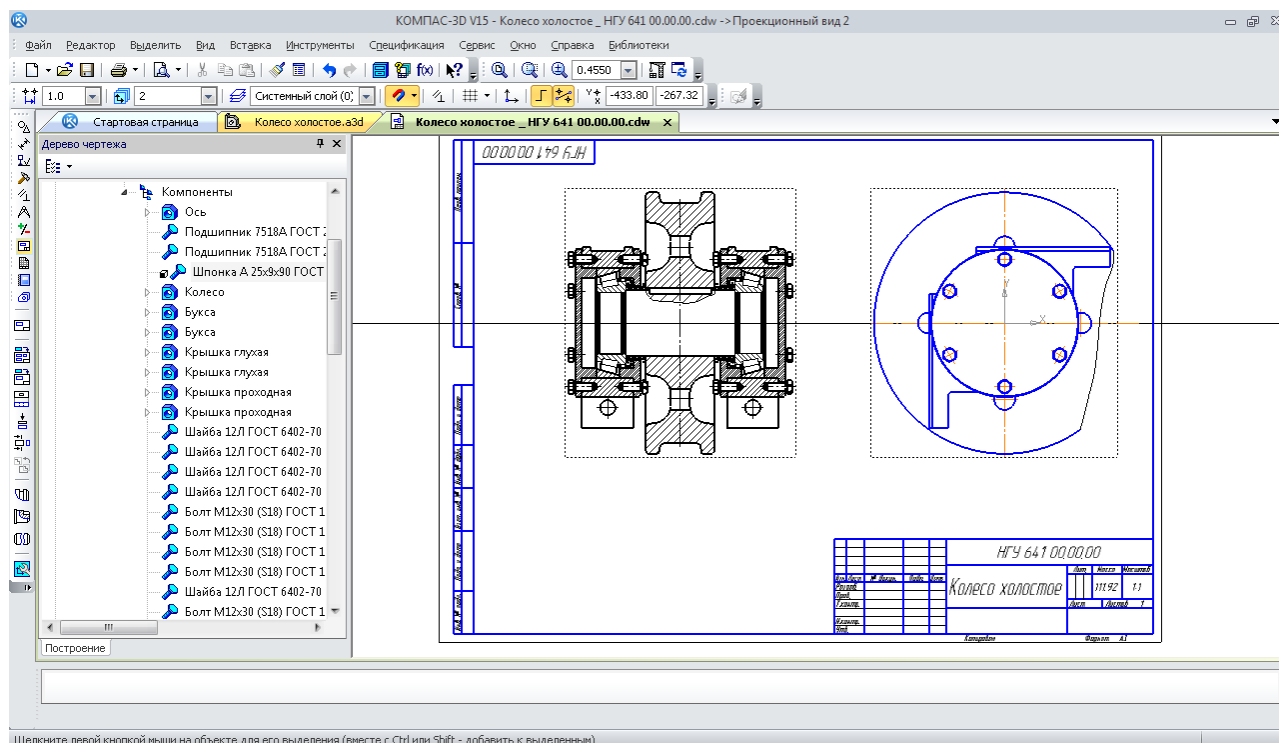 КОМПАС-3D V15 - Колесо холостое _ НГУ 641 00.00.00.cdw ->Проекционный вид 2
Файл Редактор Выделить Вид Вставка Инструменты Спецификация Сервис Окно Справка Библиотеки
0.4550
1.0 2 Системный слой (0; -433.80 -267.32
Стартовая страница Колесо холостое.a3d Колесо холостое _ НГУ 641 00.00.00.cdw
Дерево чертежа
Компоненты
Ось
Подшипник 7518А ГОСТ
Подшипник 7518А ГОСТ
Шпонка А 25х9х90 ГОСТ
Колесо
Букса
Букса
Крышка глухая
Крышка глухая
Крышка проходная
Крышка проходная
Шайба 12Л ГОСТ 6402-70
Шайба 12Л ГОСТ 6402-70
Шайба 12Л ГОСТ 6402-70
Шайба 12Л ГОСТ 6402-70
Болт М12х30 (S18) ГОСТ 1
Болт М12х30 (S18) ГОСТ 1
Болт М12х30 (S18) ГОСТ 1
Болт М12х30 (S18) ГОСТ 1
Шайба 12Л ГОСТ 6402-70
Болт М12х30 (S18) ГОСТ 1
Построение
НГУ 641 00.00.00
Y
X
НГУ 641 00.00.00
Лит. Масса Масштаб
Колесо холостое 111.92 1:1
Лист Листов 1
Копировал Формат А1
Щелкните левой кнопкой мыши на объекте для его выделения (вместе с Ctrl или Shift - добавить к выделенным)